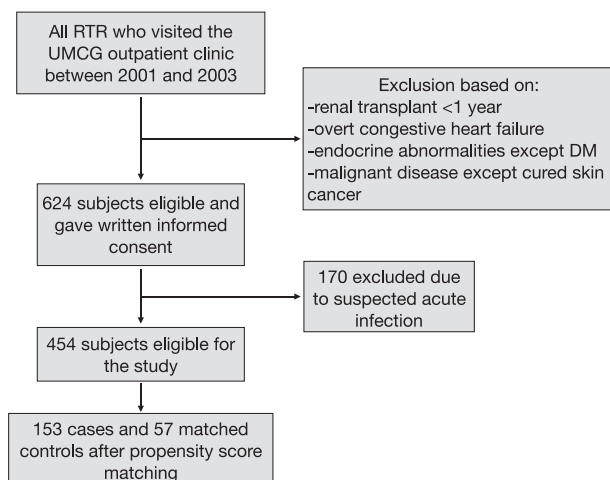 All RTR who visited the
UMCG outpatient clinic
between 2001 and 2003
Exclusion based on:
-renal transplant <1 year
-overt congestive heart failure
-endocrine abnormalities except DM
-malignant disease except cured skin
cancer
624 subjects eligible and
gave written informed
consent
170 excluded due
to suspected acute
infection
454 subjects eligible for
the study
153 cases and 57 matched
controls after propensity score
matching